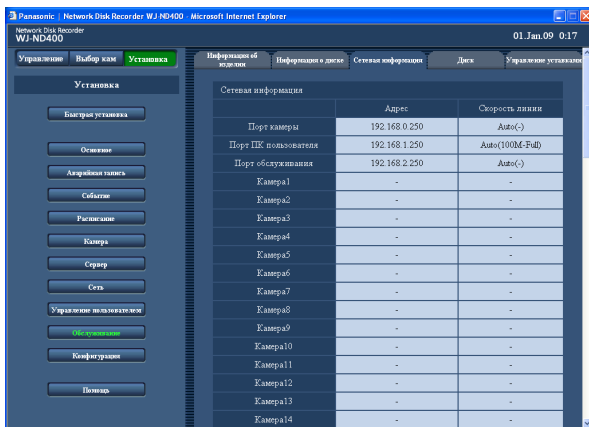 Panasonic | Network Disk Recorder WJ-ND400 - Microsoft Internet Explorer
Network Disk Recorder
WJ-ND400
01.Jan.09 0:17
Управление
Выбор кам
Установка
Информация об изделии
Информация о диске
Сетевая информация
Диск
Управление уставками
Установка
Быстрая установка
Основное
Аварийная запись
Событие
Расписание
Камера
Сервер
Сеть
Управление пользователем
Обслуживание
Конфигурация
Помощь
Сетевая информация
Адрес Скорость линии
Порт камеры 192.168.0.250 Auto(-)
Порт ПК пользователя 192.168.1.250 Auto(100M-Full)
Порт обслуживания 192.168.2.250 Auto(-)
Камера1 - -
Камера2 - -
Камера3 - -
Камера4 - -
Камера5 - -
Камера6 - -
Камера7 - -
Камера8 - -
Камера9 - -
Камера10 - -
Камера11 - -
Камера12 - -
Камера13 - -
Камера14 - -